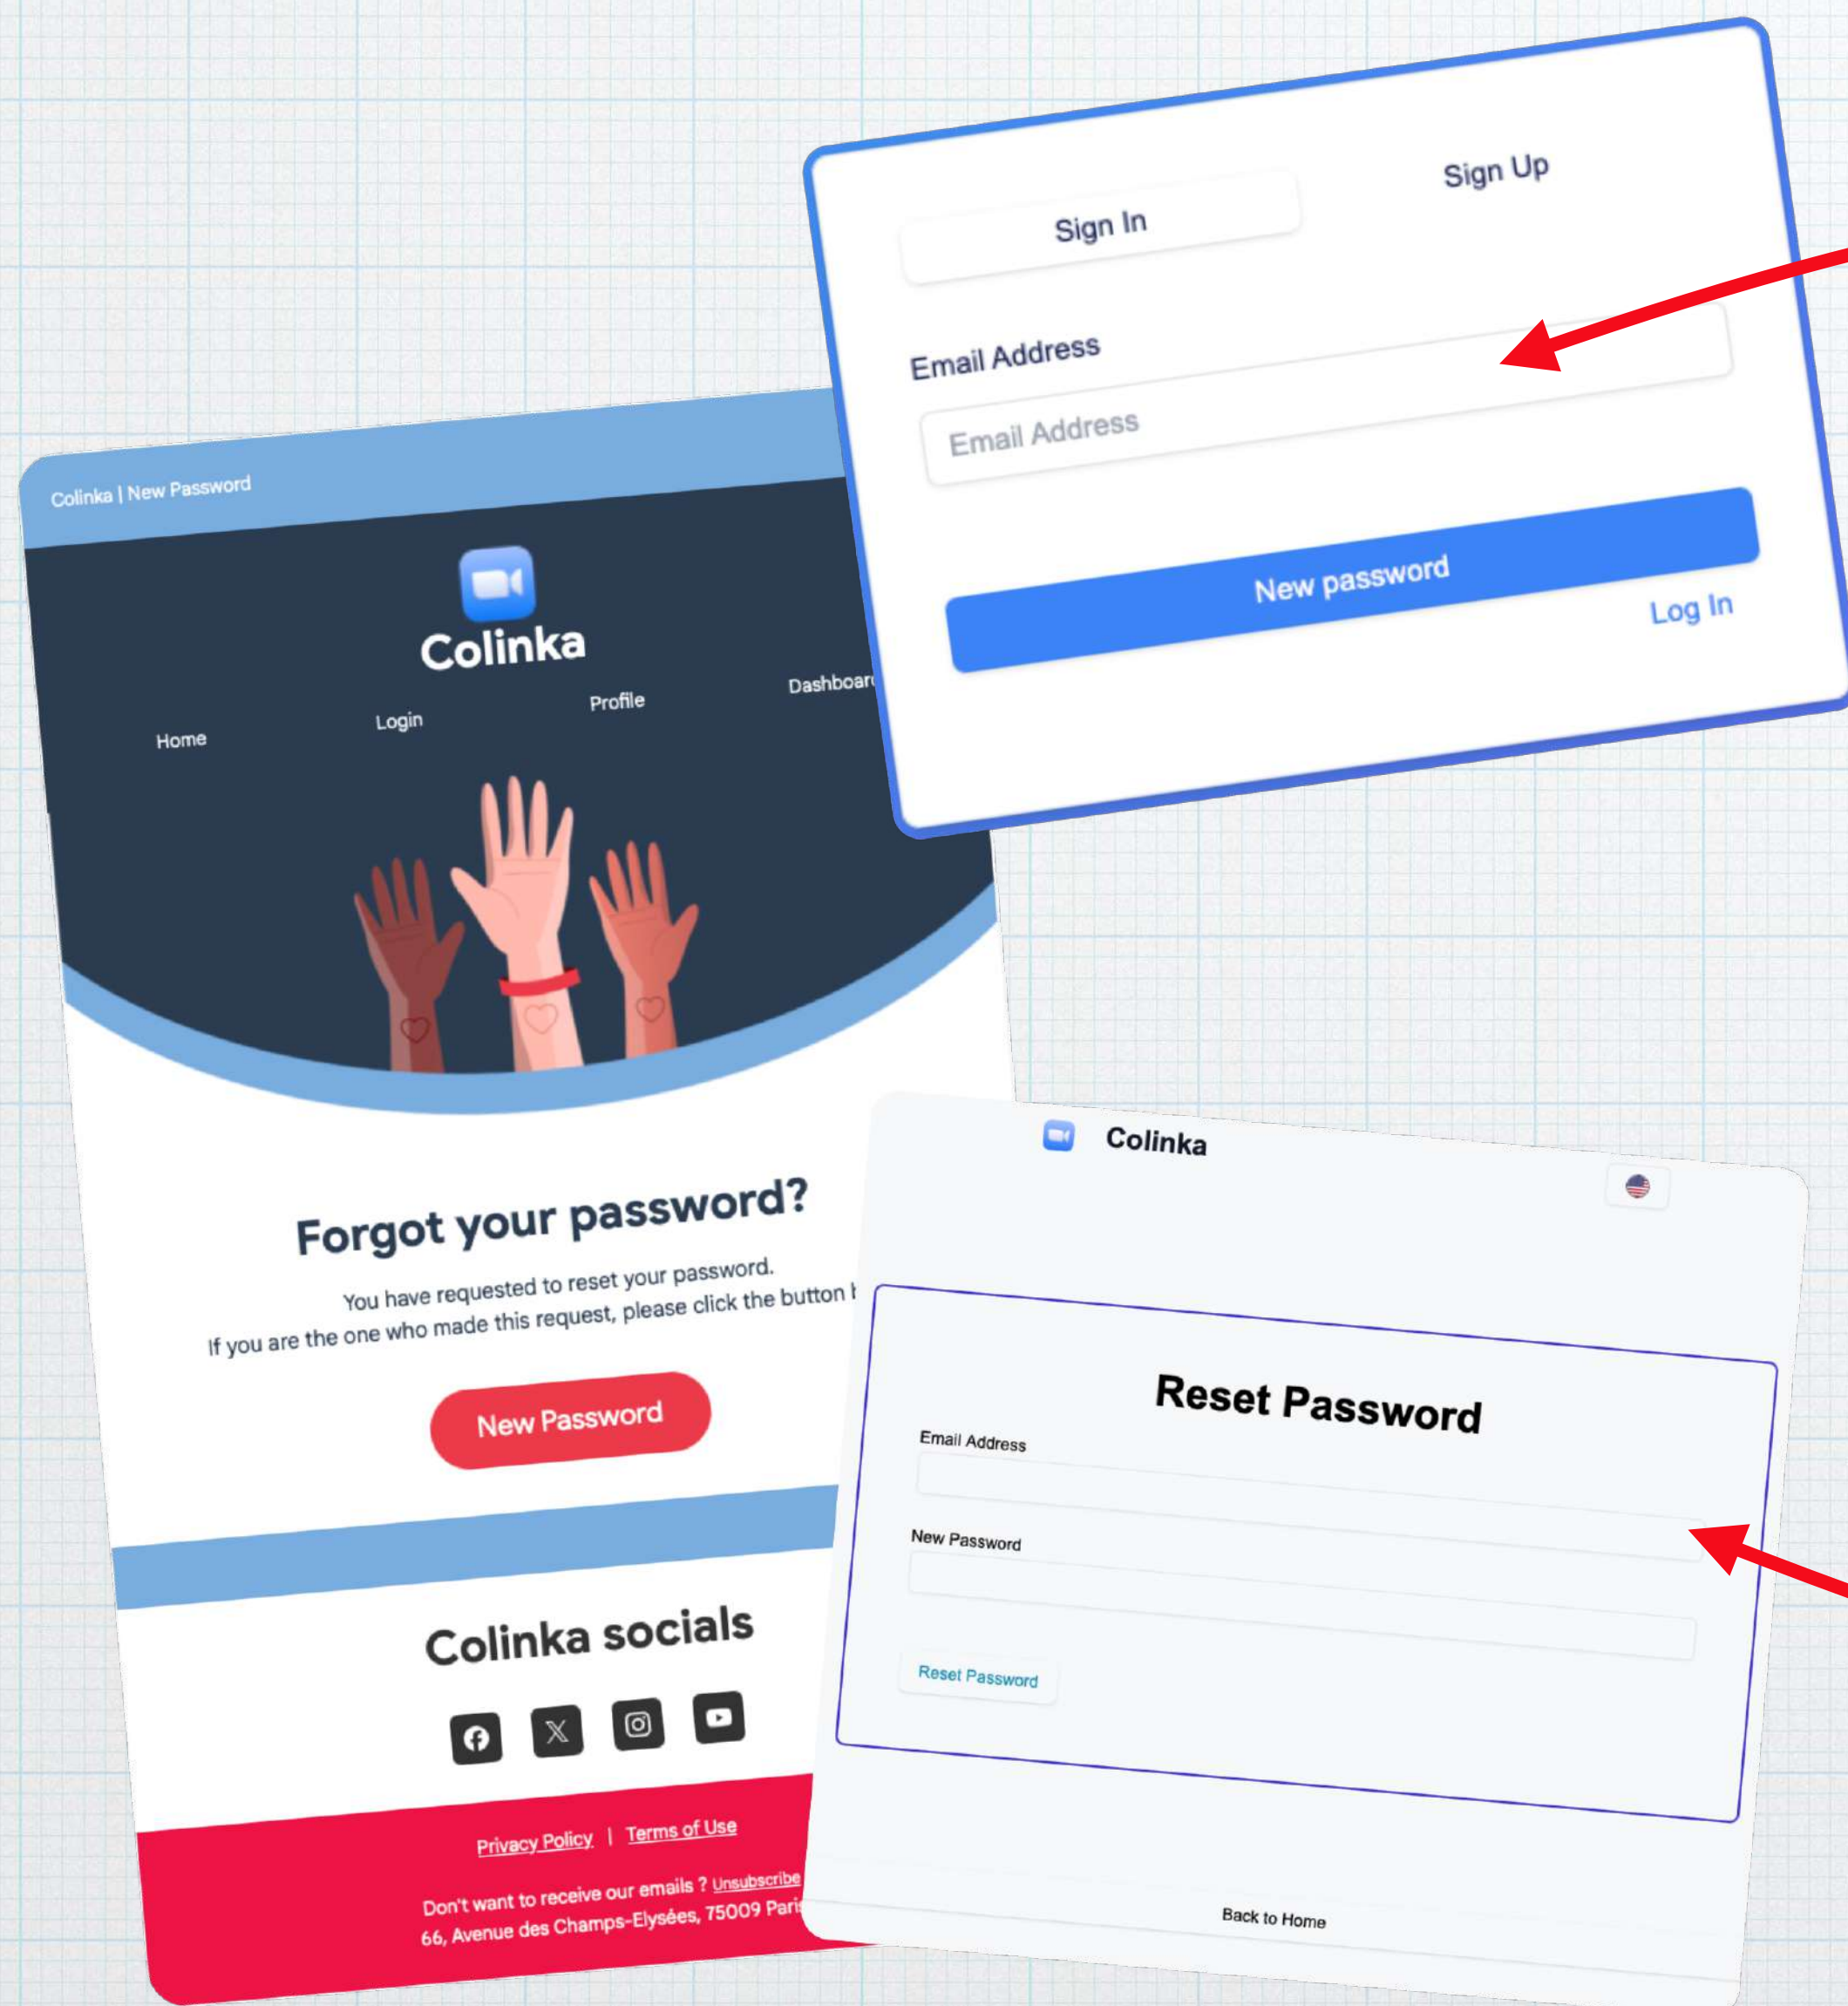 Sign In
Sign Up
Email Address
Email Address
New password
Log In
Colinka | New Password
Colinka
Home
Login
Profile
Forgot your password?
You have requested to reset your password.
If you are the one who made this request, please click the button
New Password
Colinka socials
Privacy Policy | Terms of Use
Don't want to receive our emails ? Unsubscribe
66, Avenue des Champs-Elysées, 75009 Paris
Colinka
Reset Password
Email Address
New Password
Reset Password
Back to Home